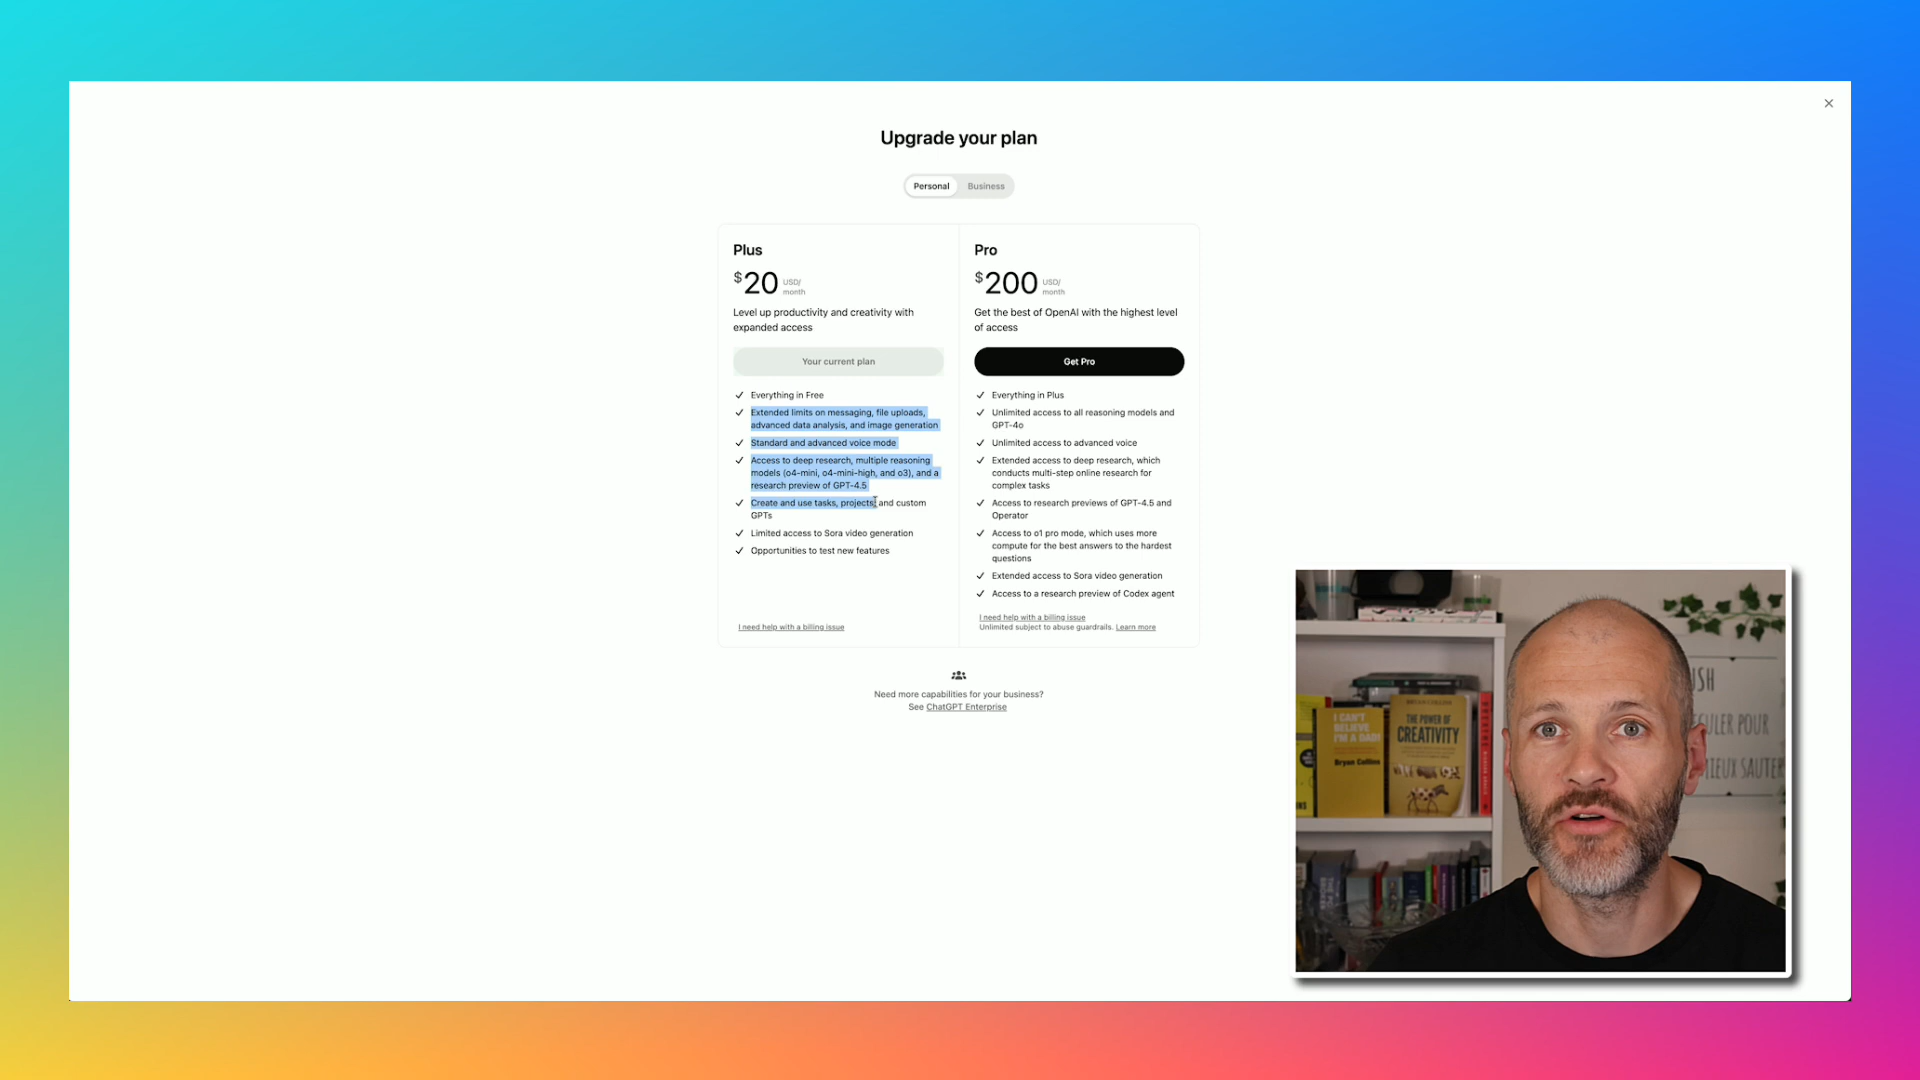 Upgrade your plan
Personal
Business
Plus
$20 USD/
month
Level up productivity and creativity with
expanded access
Your current plan
Everything in Free
Extended limits on messaging, file uploads,
advanced data analysis, and image generation
Standard and advanced voice mode
Access to deep research, multiple reasoning
models (o4-mini, o4-mini-high, and o3), and a
research preview of GPT-4.5
Create and use tasks, projects, and custom
GPTs
Limited access to Sora video generation
Opportunities to test new features
I need help with a billing issue
Pro
$200 USD/
month
Get the best of OpenAI with the highest level
of access
Get Pro
Everything in Plus
Unlimited access to all reasoning models and
GPT-4o
Unlimited access to advanced voice
Extended access to deep research, which
conducts multi-step online research for
complex tasks
Access to research previews of GPT-4.5 and
Operator
Access to o1 pro mode, which uses more
compute for the best answers to the hardest
questions
Extended access to Sora video generation
Access to a research preview of Codex agent
I need help with a billing issue
Unlimited subject to abuse guardrails. Learn more
Need more capabilities for your business?
See ChatGPT Enterprise
I CAN'T
BELIEVE
I'M A DAD!
Bryan Collins
BRYAN COLLINS
THE POWER OF
CREATIVITY
MIEUX SAUTER